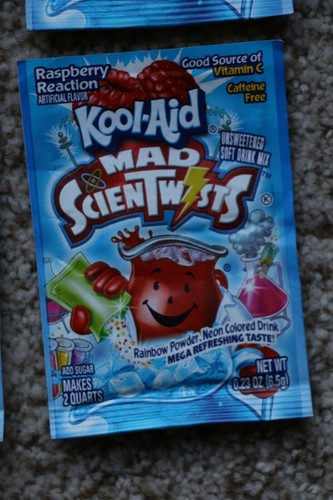 Raspberry
Reaction
ARTIFICIAL FLAVOR
Good Source of
Vitamin C
Caffeine
Free
Kool-Aid
MAD
SCIENTWISTS
UNSWEETENED
SOFT DRINK MIX
K
Rainbow Powder, Neon Colored Drink,
MEGA REFRESHING TASTE!
ADD SUGAR
MAKES
2 QUARTS
NET WT
0.23 OZ (6.5g)